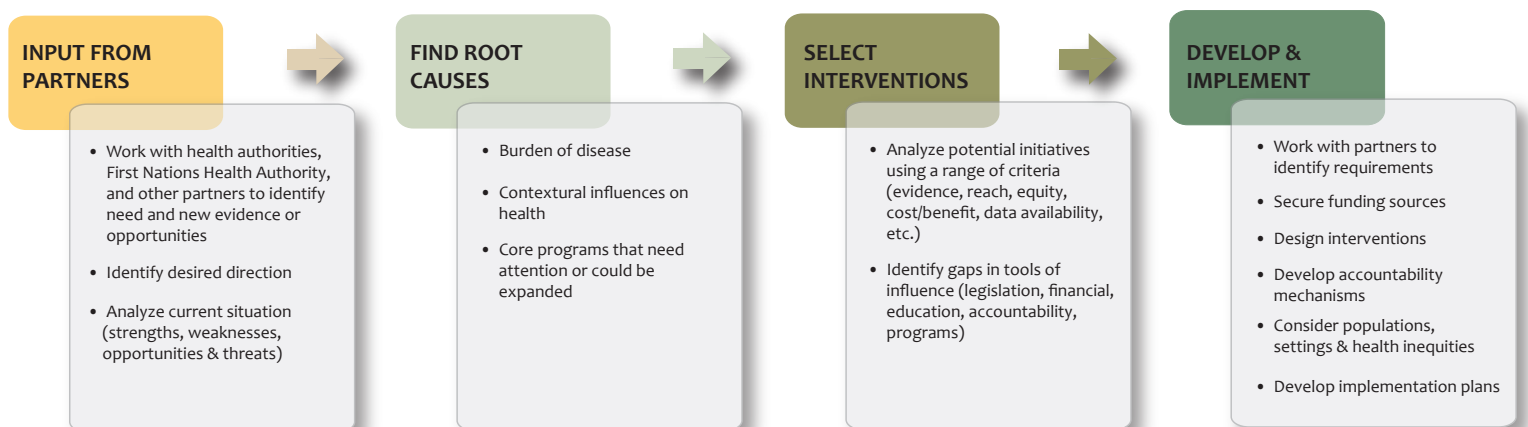 INPUT FROM
PARTNERS
• Work with health authorities,
First Nations Health Authority,
and other partners to identify
need and new evidence or
opportunities
• Identify desired direction
• Analyze current situation
(strengths, weaknesses,
opportunities & threats)
FIND ROOT
CAUSES
• Burden of disease
• Contextural influences on
health
• Core programs that need
attention or could be
expanded
SELECT
INTERVENTIONS
• Analyze potential initiatives
using a range of criteria
(evidence, reach, equity,
cost/benefit, data availability,
etc.)
• Identify gaps in tools of
influence (legislation, financial,
education, accountability,
programs)
DEVELOP &
IMPLEMENT
• Work with partners to
identify requirements
• Secure funding sources
• Design interventions
• Develop accountability
mechanisms
• Consider populations,
settings & health inequities
• Develop implementation plans